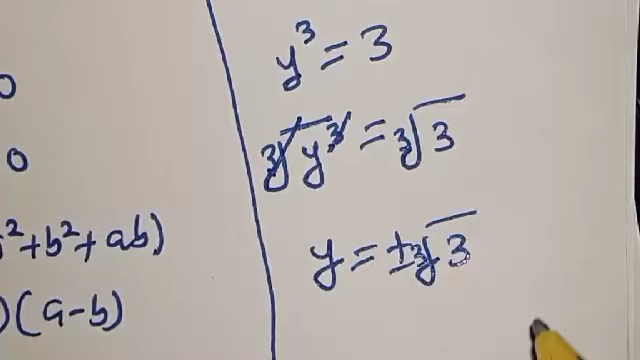 0
0
²+b²+ab)
)(a-b)
y³=3
∛y³=∛3
y=±∛3